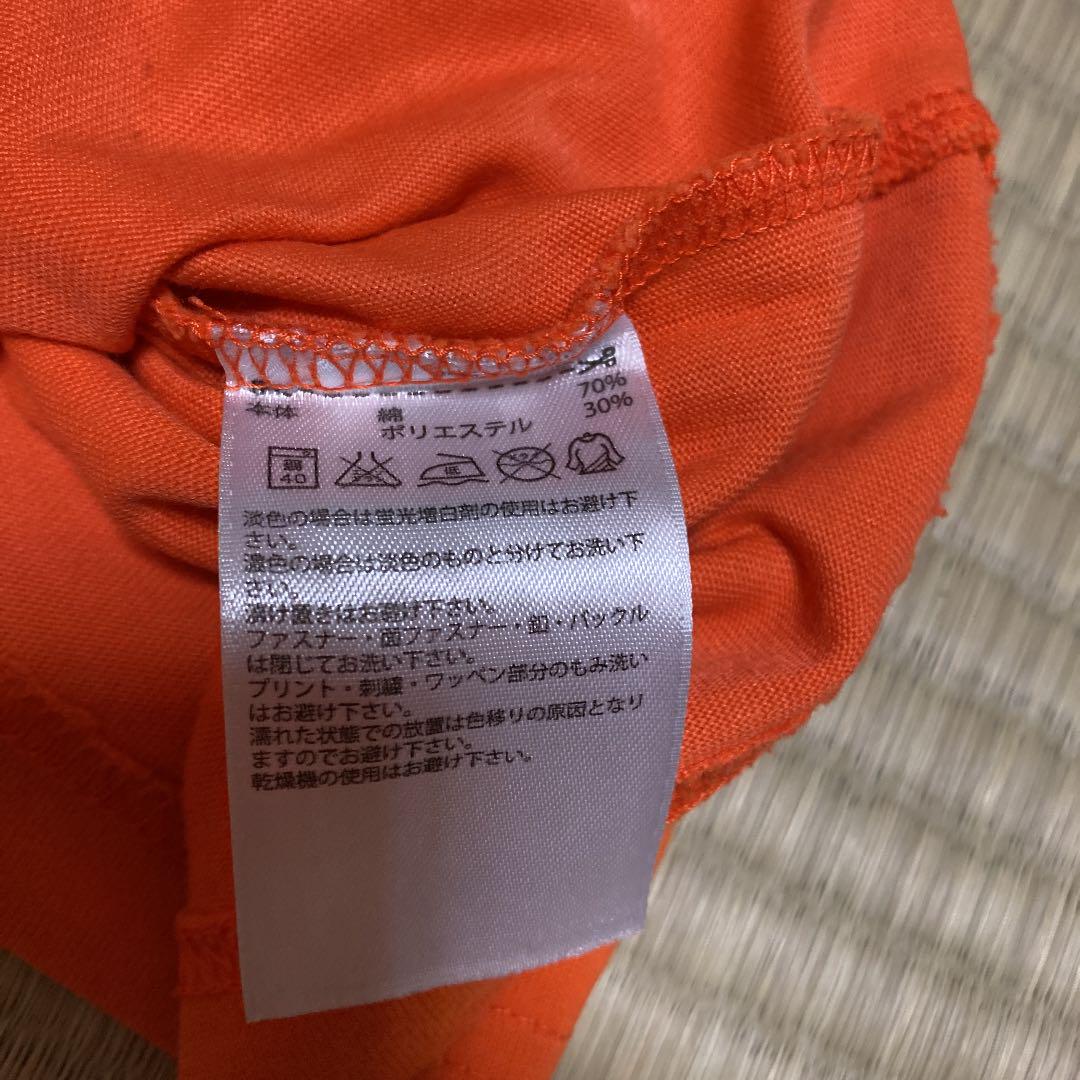 本体 綿 70%
ポリエステル 30%
40 低
淡色の場合は蛍光増白剤の使用はお避け下
さい。
濃色の場合は淡色のものと分けてお洗い下
さい。
漬け置きはお避け下さい。
ファスナー・面ファスナー・釦・バックル
は閉じてお洗い下さい。
プリント・刺繍・ワッペン部分のもみ洗い
はお避け下さい。
濡れた状態での放置は色移りの原因となり
ますのでお避け下さい。
乾燥機の使用はお避け下さい。